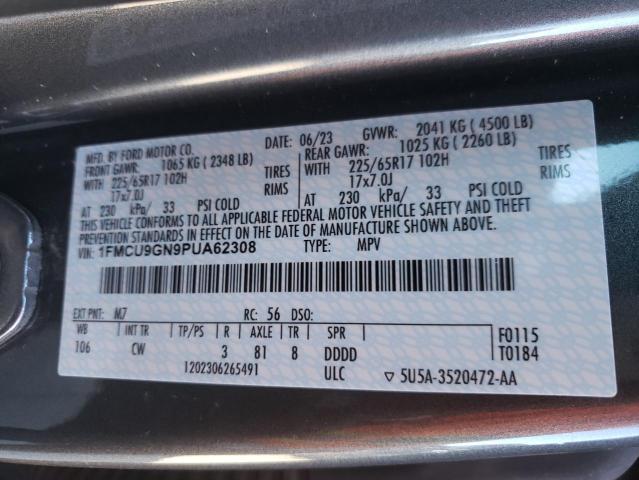 MFD. BY FORD MOTOR CO.
DATE: 06/23 GVWR: 2041 KG ( 4500 LB)
FRONT GAWR: 1065 KG ( 2348 LB) REAR GAWR: 1025 KG ( 2260 LB)
WITH 225/65R17 102H TIRES WITH 225/65R17 102H TIRES
17x7.0J RIMS 17x7.0J RIMS
AT 230 kPa/ 33 PSI COLD AT 230 kPa/ 33 PSI COLD
THIS VEHICLE CONFORMS TO ALL APPLICABLE FEDERAL MOTOR VEHICLE SAFETY AND THEFT
PREVENTION STANDARDS IN EFFECT ON THE DATE OF MANUFACTURE SHOWN ABOVE.
VIN: 1FMCU9GN9PUA62308 TYPE: MPV
EXT PNT: M7 RC: 56 DSO:
WB INT TR TP/PS R AXLE TR SPR F0115
106 CW 3 81 8 DDDD T0184
1202306265491 ULC ▽ 5U5A-3520472-AA